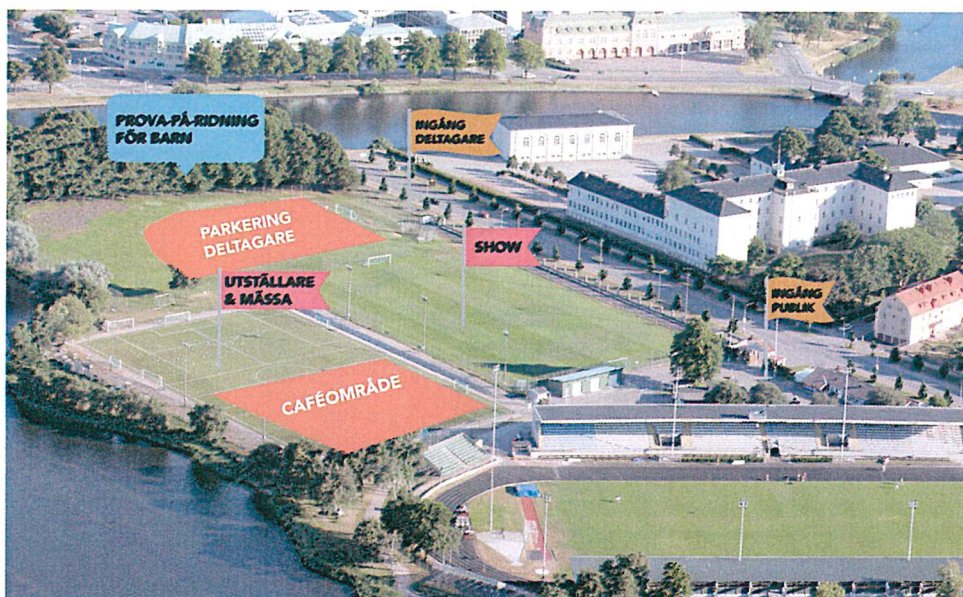 PROVA-PÅ-RIDNING
FÖR BARN
INGÅNG
DELTAGARE
PARKERING
DELTAGARE
SHOW
UTSTÄLLARE
& MÄSSA
INGÅNG
PUBLIK
CAFÉOMRÅDE